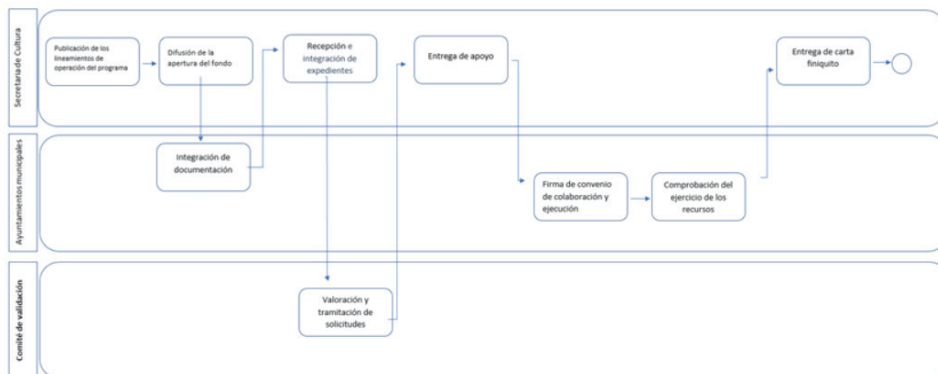 Secretaria de Cultura
Publicación de los
lineamientos de
operación del programa
Difusión de la
apertura del fondo
Recepción e
integración de
expedientes
Entrega de apoyo
Entrega de carta
finiquito
Ayuntamientos municipales
Integración de
documentación
Firma de convenio
de colaboración y
ejecución
Comprobación del
ejercicio de los
recursos
Comité de validación
Valoración y
tramitación de
solicitudes